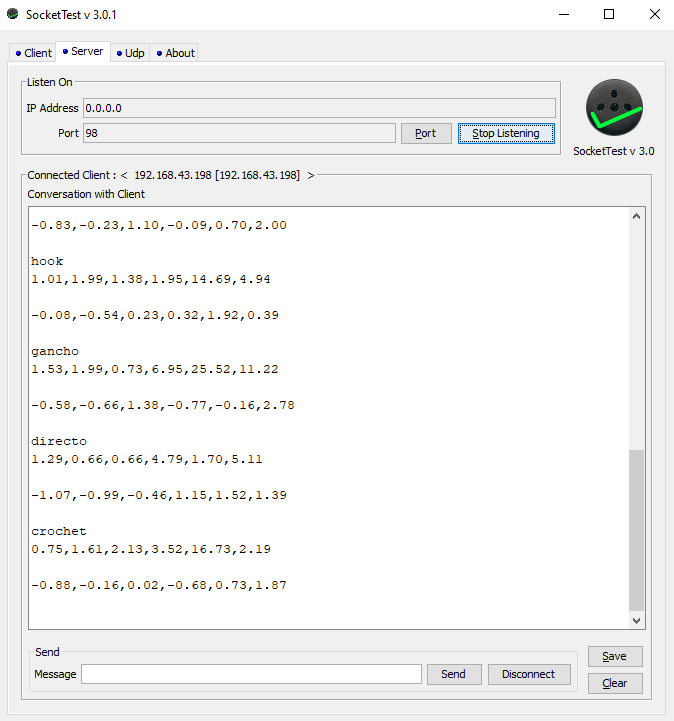 SocketTest v 3.0.1
Client
Server
Udp
About
Listen On
IP Address 0.0.0.0
Port 98 Port Stop Listening
SocketTest v 3.0
Connected Client : < 192.168.43.198 [192.168.43.198] >
Conversation with Client
-0.83,-0.23,1.10,-0.09,0.70,2.00
hook
1.01,1.99,1.38,1.95,14.69,4.94
-0.08,-0.54,0.23,0.32,1.92,0.39
gancho
1.53,1.99,0.73,6.95,25.52,11.22
-0.58,-0.66,1.38,-0.77,-0.16,2.78
directo
1.29,0.66,0.66,4.79,1.70,5.11
-1.07,-0.99,-0.46,1.15,1.52,1.39
crochet
0.75,1.61,2.13,3.52,16.73,2.19
-0.88,-0.16,0.02,-0.68,0.73,1.87
Send
Message Send Disconnect
Save
Clear